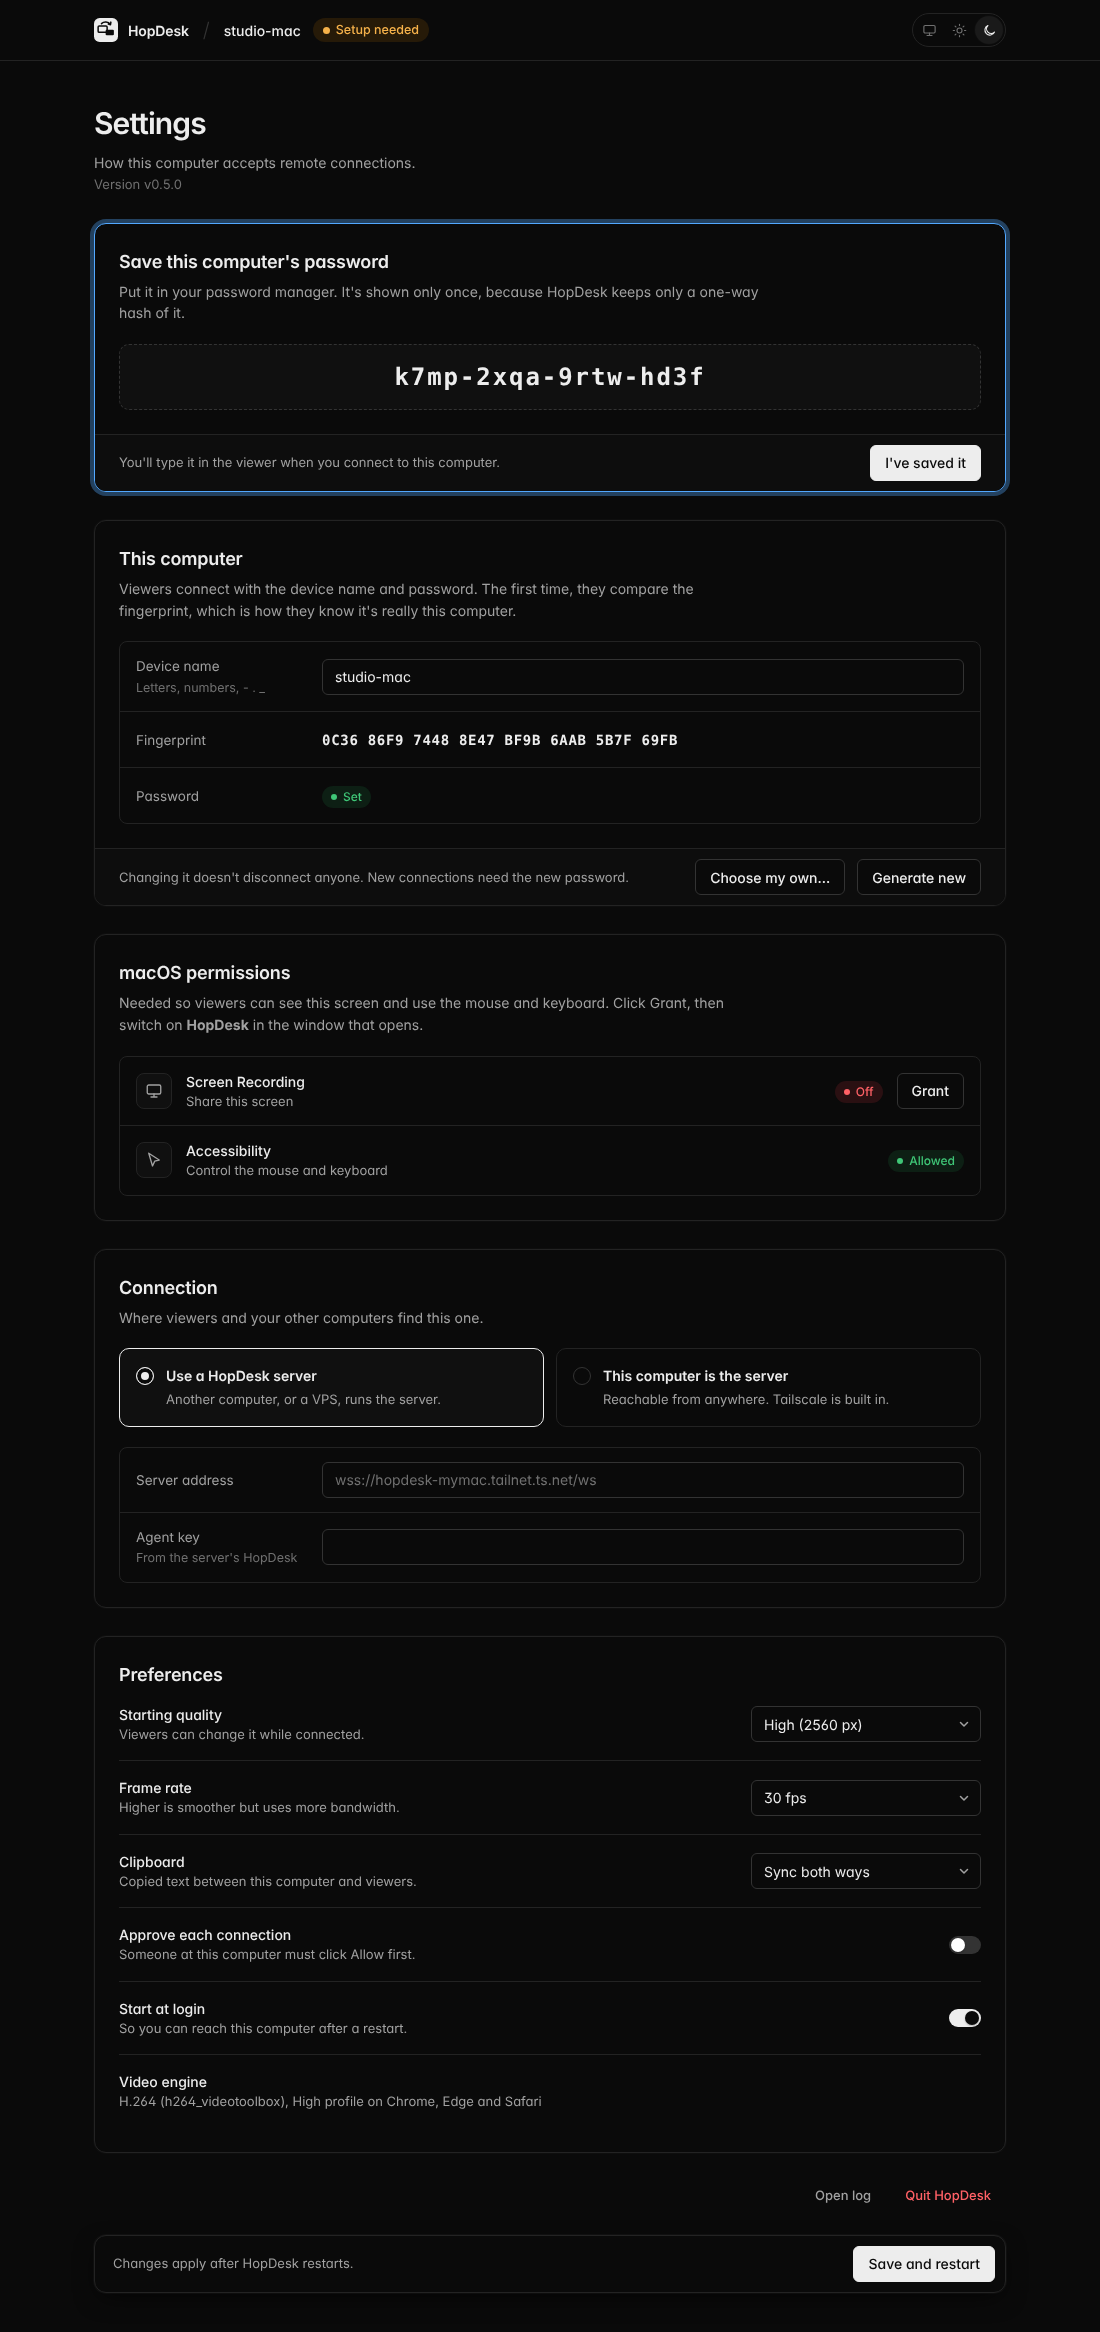 HopDesk / studio-mac Setup needed
Settings
How this computer accepts remote connections.
Version v0.5.0
Save this computer's password
Put it in your password manager. It's shown only once, because HopDesk keeps only a one-way
hash of it.
k7mp-2xqa-9rtw-hd3f
You'll type it in the viewer when you connect to this computer.
I've saved it
This computer
Viewers connect with the device name and password. The first time, they compare the
fingerprint, which is how they know it's really this computer.
Device name
Letters, numbers, - . _
studio-mac
Fingerprint
0C36 86F9 7448 8E47 BF9B 6AAB 5B7F 69FB
Password
Set
Changing it doesn't disconnect anyone. New connections need the new password.
Choose my own...
Generate new
macOS permissions
Needed so viewers can see this screen and use the mouse and keyboard. Click Grant, then
switch on HopDesk in the window that opens.
Screen Recording
Share this screen
Off
Grant
Accessibility
Control the mouse and keyboard
Allowed
Connection
Where viewers and your other computers find this one.
Use a HopDesk server
Another computer, or a VPS, runs the server.
This computer is the server
Reachable from anywhere. Tailscale is built in.
Server address
wss://hopdesk-mymac.tailnet.ts.net/ws
Agent key
From the server's HopDesk
Preferences
Starting quality
Viewers can change it while connected.
High (2560 px)
Frame rate
Higher is smoother but uses more bandwidth.
30 fps
Clipboard
Copied text between this computer and viewers.
Sync both ways
Approve each connection
Someone at this computer must click Allow first.
Start at login
So you can reach this computer after a restart.
Video engine
H.264 (h264_videotoolbox), High profile on Chrome, Edge and Safari
Open log
Quit HopDesk
Changes apply after HopDesk restarts.
Save and restart